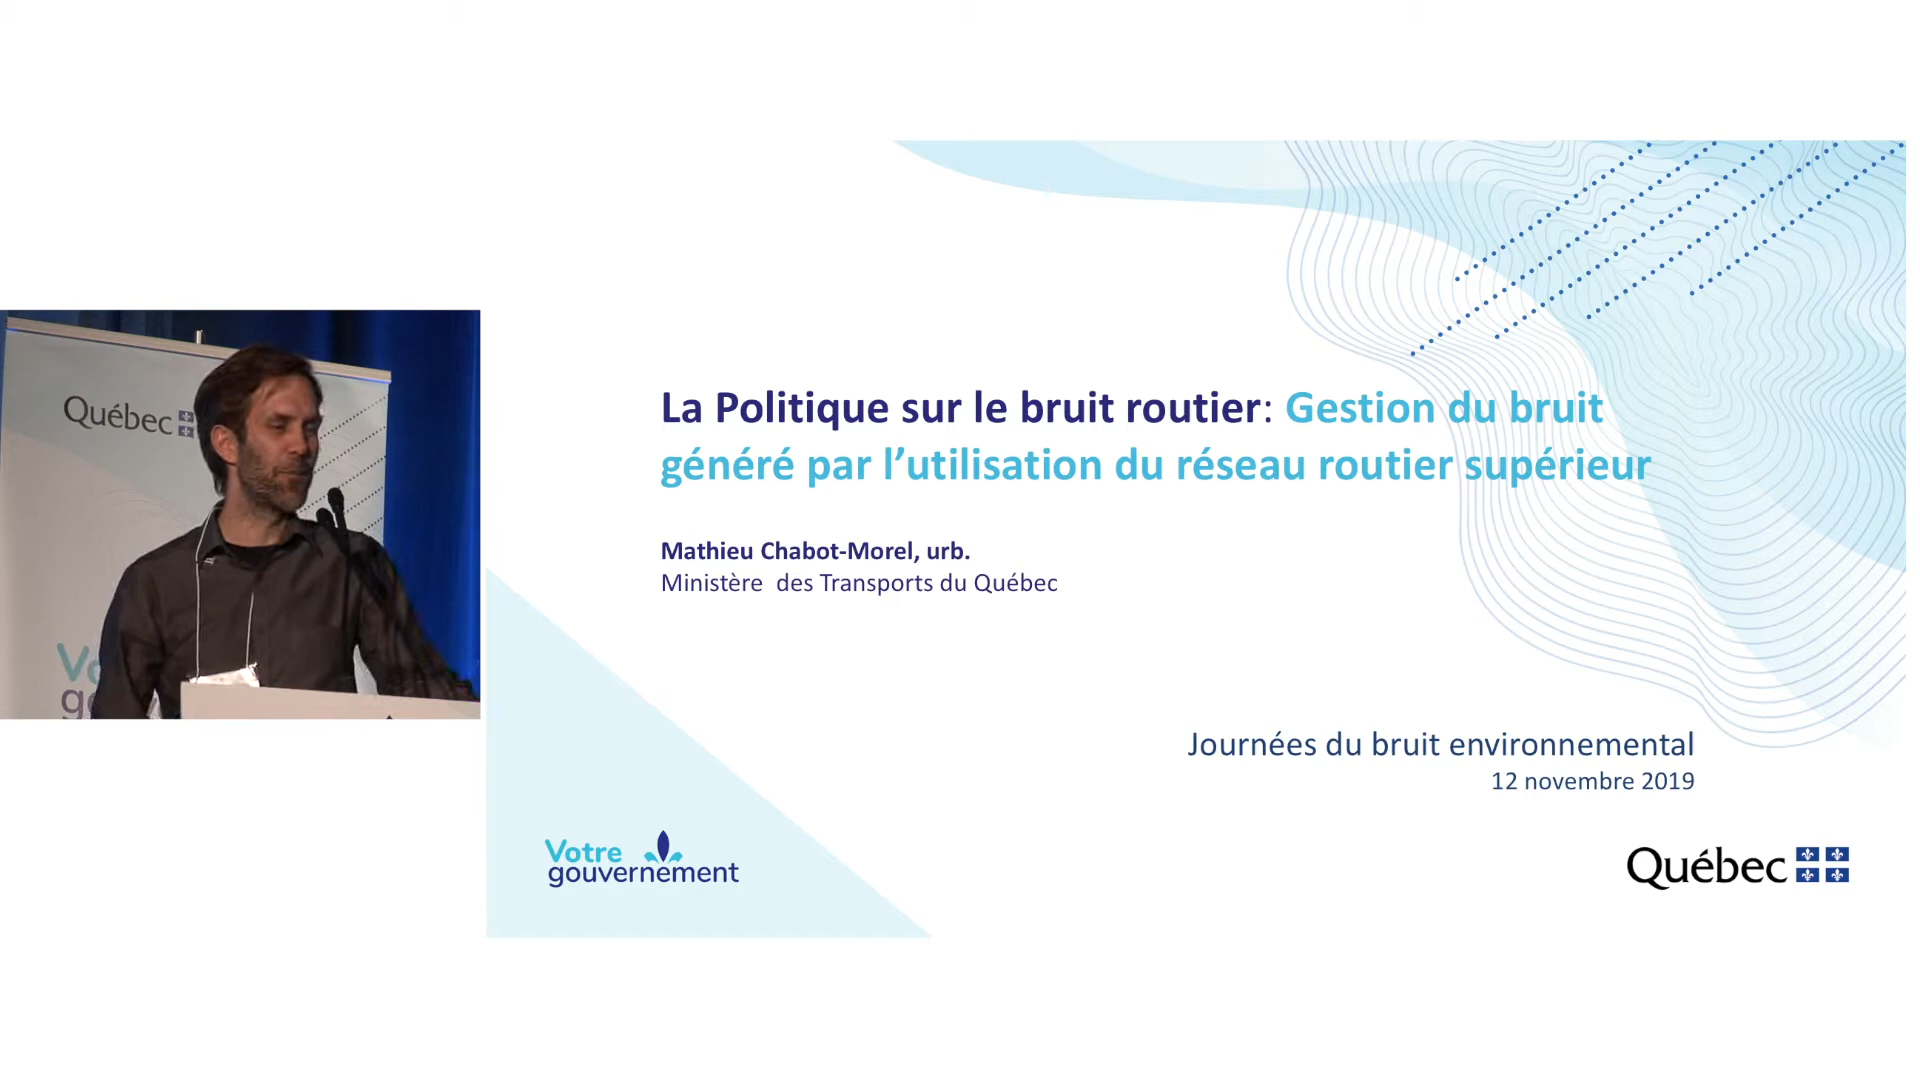 Québec
La Politique sur le bruit routier: Gestion du bruit
généré par l’utilisation du réseau routier supérieur
Mathieu Chabot-Morel, urb.
Ministère des Transports du Québec
Journées du bruit environnemental
12 novembre 2019
Votre
gouvernement
Québec